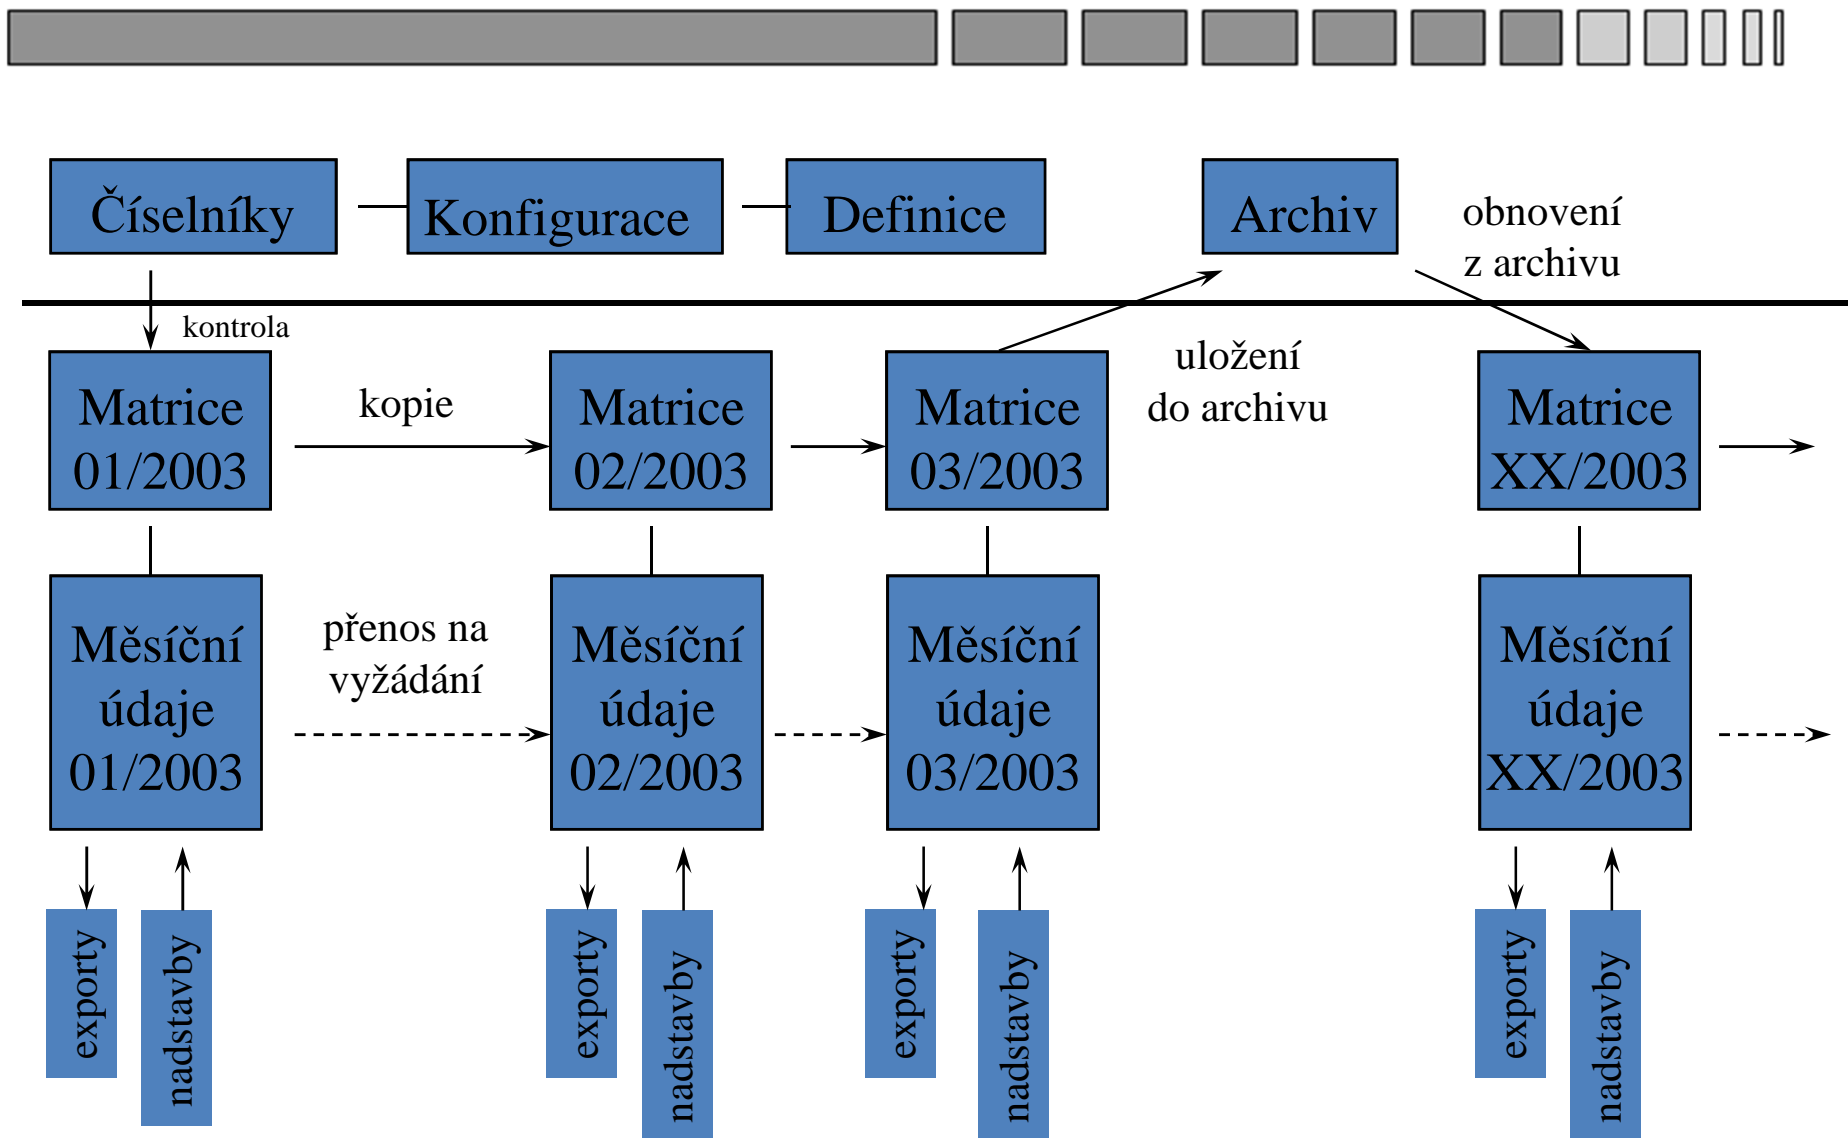 Číselníky
Konfigurace
Definice
Archiv
obnovení
z archivu
kontrola
Matrice
01/2003
kopie
Matrice
02/2003
Matrice
03/2003
uložení
do archivu
Matrice
XX/2003
Měsíční
údaje
01/2003
přenos na
vyžádání
Měsíční
údaje
02/2003
Měsíční
údaje
03/2003
Měsíční
údaje
XX/2003
exporty
nadstavby
exporty
nadstavby
exporty
nadstavby
exporty
nadstavby